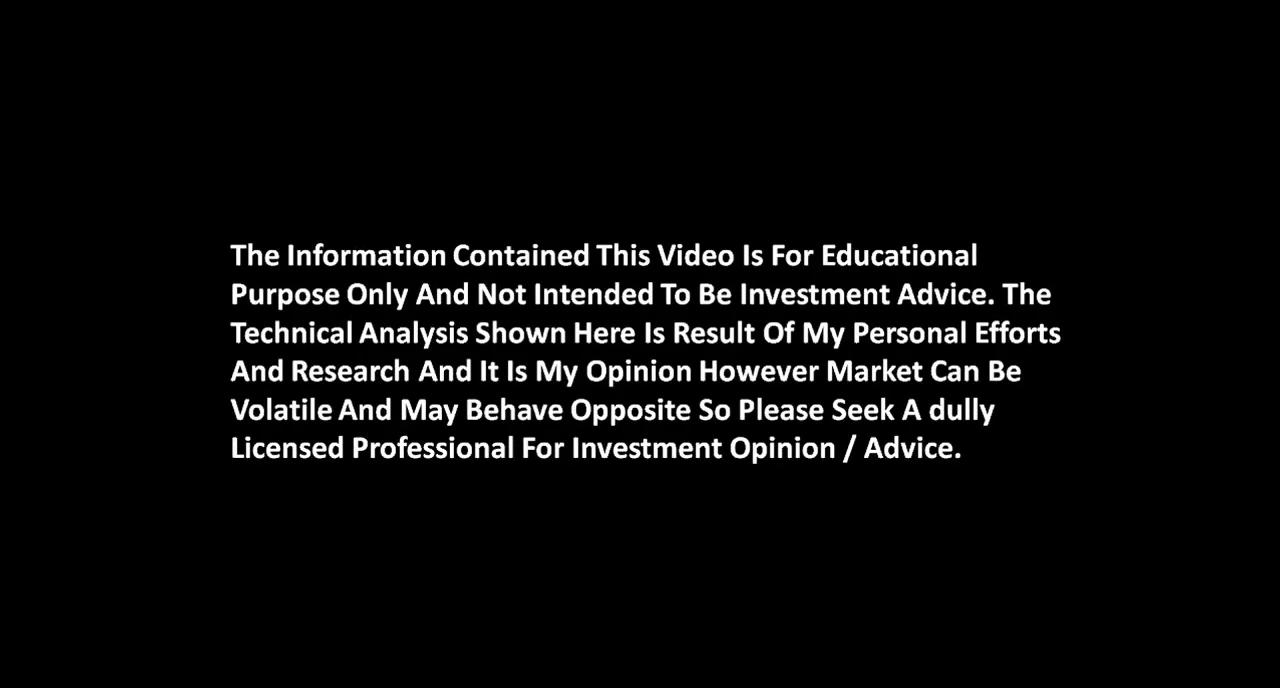 The Information Contained This Video Is For Educational
Purpose Only And Not Intended To Be Investment Advice. The
Technical Analysis Shown Here Is Result Of My Personal Efforts
And Research And It Is My Opinion However Market Can Be
Volatile And May Behave Opposite So Please Seek A dully
Licensed Professional For Investment Opinion / Advice.